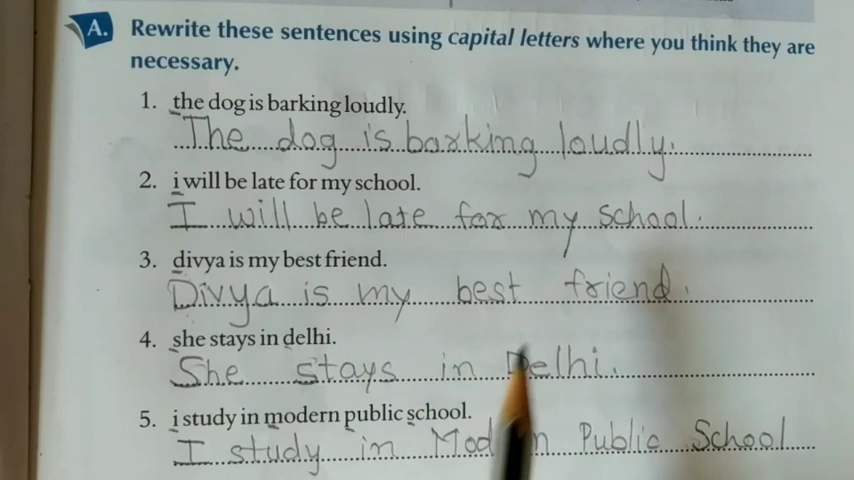 A. Rewrite these sentences using capital letters where you think they are
necessary.
1. the dog is barking loudly.
The dog is barking loudly.
2. i will be late for my school.
I will be late for my school.
3. divya is my best friend.
Divya is my best friend.
4. she stays in delhi.
She stays in Delhi.
5. i study in modern public school.
I study in Public School